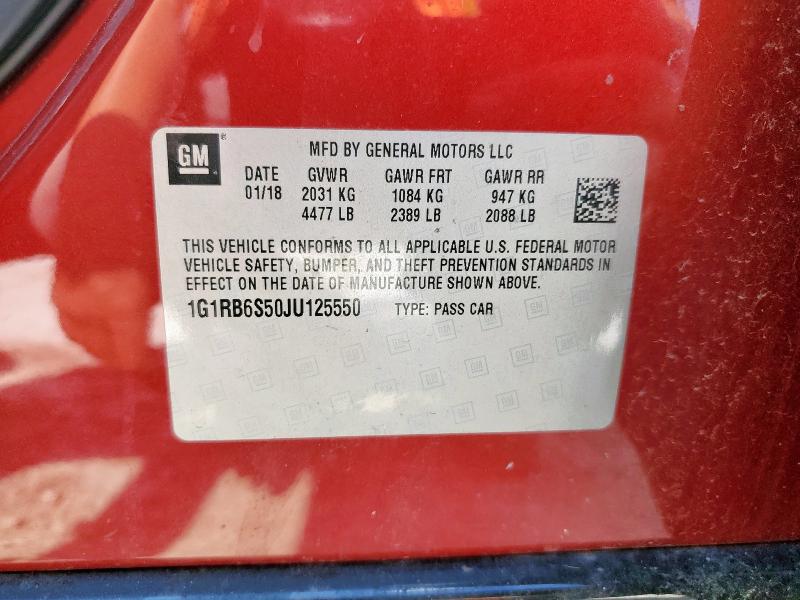 GM
MFD BY GENERAL MOTORS LLC
DATE GVWR GAWR FRT GAWR RR
01/18 2031 KG 1084 KG 947 KG
4477 LB 2389 LB 2088 LB
THIS VEHICLE CONFORMS TO ALL APPLICABLE U.S. FEDERAL MOTOR
VEHICLE SAFETY, BUMPER, AND THEFT PREVENTION STANDARDS IN
EFFECT ON THE DATE OF MANUFACTURE SHOWN ABOVE.
1G1RB6S50JU125550 TYPE: PASS CAR